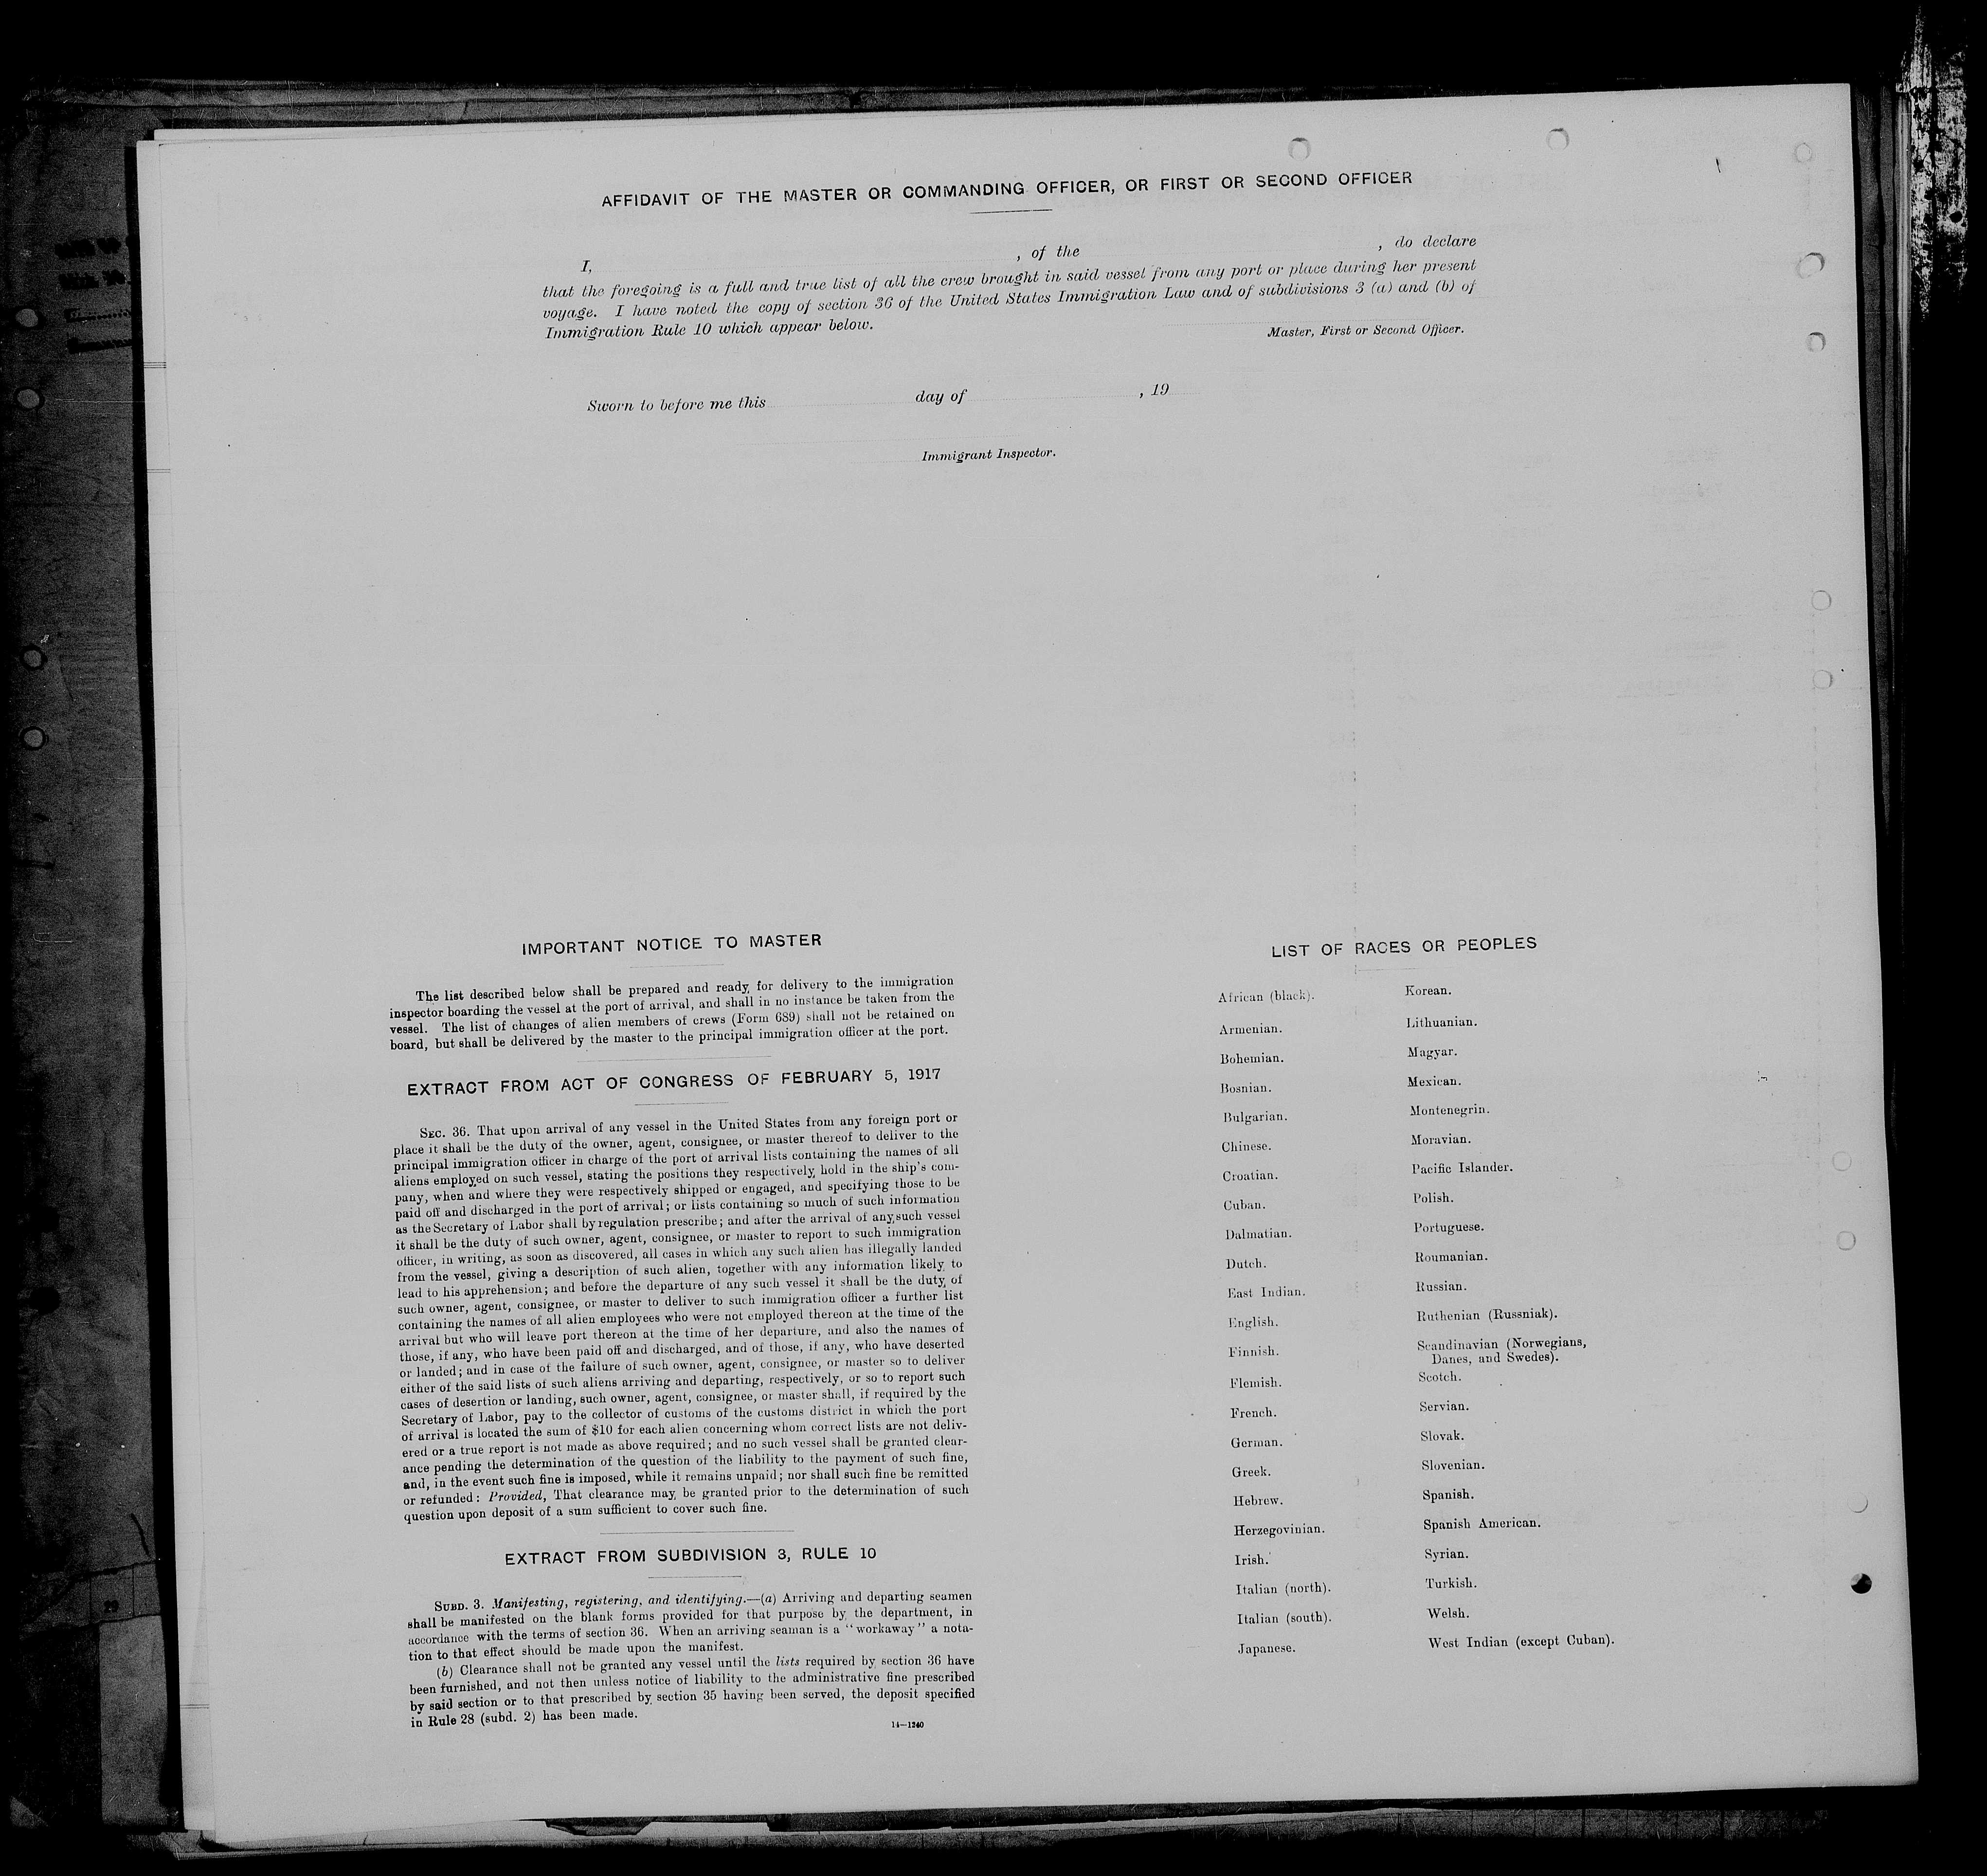 AFFIDAVIT OF THE MASTER OR COMMANDING OFFICER, OR FIRST OR SECOND OFFICER
I, , of the , do declare
that the foregoing is a full and true list of all the crew brought in said vessel from any port or place during her present
voyage. I have noted the copy of section 36 of the United States Immigration Law and of subdivisions 3 (a) and (b) of
Immigration Rule 10 which appear below.
Master, First or Second Officer.
Sworn to before me this day of , 19
Immigrant Inspector.
IMPORTANT NOTICE TO MASTER
The list described below shall be prepared and ready for delivery to the immigration
inspector boarding the vessel at the port of arrival, and shall in no instance be taken from the
vessel. The list of changes of alien members of crews (Form 689) shall not be retained on
board, but shall be delivered by the master to the principal immigration officer at the port.
EXTRACT FROM ACT OF CONGRESS OF FEBRUARY 5, 1917
SEC. 36. That upon arrival of any vessel in the United States from any foreign port or
place it shall be the duty of the owner, agent, consignee, or master thereof to deliver to the
principal immigration officer in charge of the port of arrival lists containing the names of all
aliens employed on such vessel, stating the positions they respectively hold in the ship's com-
pany, when and where they were respectively shipped or engaged, and specifying those to be
paid off and discharged in the port of arrival; or lists containing so much of such information
as the Secretary of Labor shall by regulation prescribe; and after the arrival of any such vessel
it shall be the duty of such owner, agent, consignee, or master to report to such immigration
officer, in writing, as soon as discovered, all cases in which any such alien has illegally landed
from the vessel, giving a description of such alien, together with any information likely to
lead to his apprehension; and before the departure of any such vessel it shall be the duty of
such owner, agent, consignee, or master to deliver to such immigration officer a further list
containing the names of all alien employees who were not employed thereon at the time of the
arrival but who will leave port thereon at the time of her departure, and also the names of
those, if any, who have been paid off and discharged, and of those, if any, who have deserted
or landed; and in case of the failure of such owner, agent, consignee, or master so to deliver
either of the said lists of such aliens arriving and departing, respectively, or so to report such
cases of desertion or landing, such owner, agent, consignee, or master shall, if required by the
Secretary of Labor, pay to the collector of customs of the customs district in which the port
of arrival is located the sum of $10 for each alien concerning whom correct lists are not deliv-
ered or a true report is not made as above required; and no such vessel shall be granted clear-
ance pending the determination of the question of the liability to the payment of such fine,
and, in the event such fine is imposed, while it remains unpaid; nor shall such fine be remitted
or refunded: Provided, That clearance may be granted prior to the determination of such
question upon deposit of a sum sufficient to cover such fine.
EXTRACT FROM SUBDIVISION 3, RULE 10
SUBD. 3. Manifesting, registering, and identifying.—(a) Arriving and departing seamen
shall be manifested on the blank forms provided for that purpose by the department, in
accordance with the terms of section 36. When an arriving seaman is a "workaway" a nota-
tion to that effect should be made upon the manifest.
(b) Clearance shall not be granted any vessel until the lists required by section 36 have
been furnished, and not then unless notice of liability to the administrative fine prescribed
by said section or to that prescribed by section 35 having been served, the deposit specified
in Rule 28 (subd. 2) has been made.
14—1240
LIST OF RACES OR PEOPLES
African (black).
Armenian.
Bohemian.
Bosnian.
Bulgarian.
Chinese.
Croatian.
Cuban.
Dalmatian.
Dutch.
East Indian.
English.
Finnish.
Flemish.
French.
German.
Greek.
Hebrew.
Herzegovinian.
Irish.
Italian (north).
Italian (south).
Japanese.
Korean.
Lithuanian.
Magyar.
Mexican.
Montenegrin.
Moravian.
Pacific Islander.
Polish.
Portuguese.
Roumanian.
Russian.
Ruthenian (Russniak).
Scandinavian (Norwegians,
Danes, and Swedes).
Scotch.
Servian.
Slovak.
Slovenian.
Spanish.
Spanish American.
Syrian.
Turkish.
Welsh.
West Indian (except Cuban).